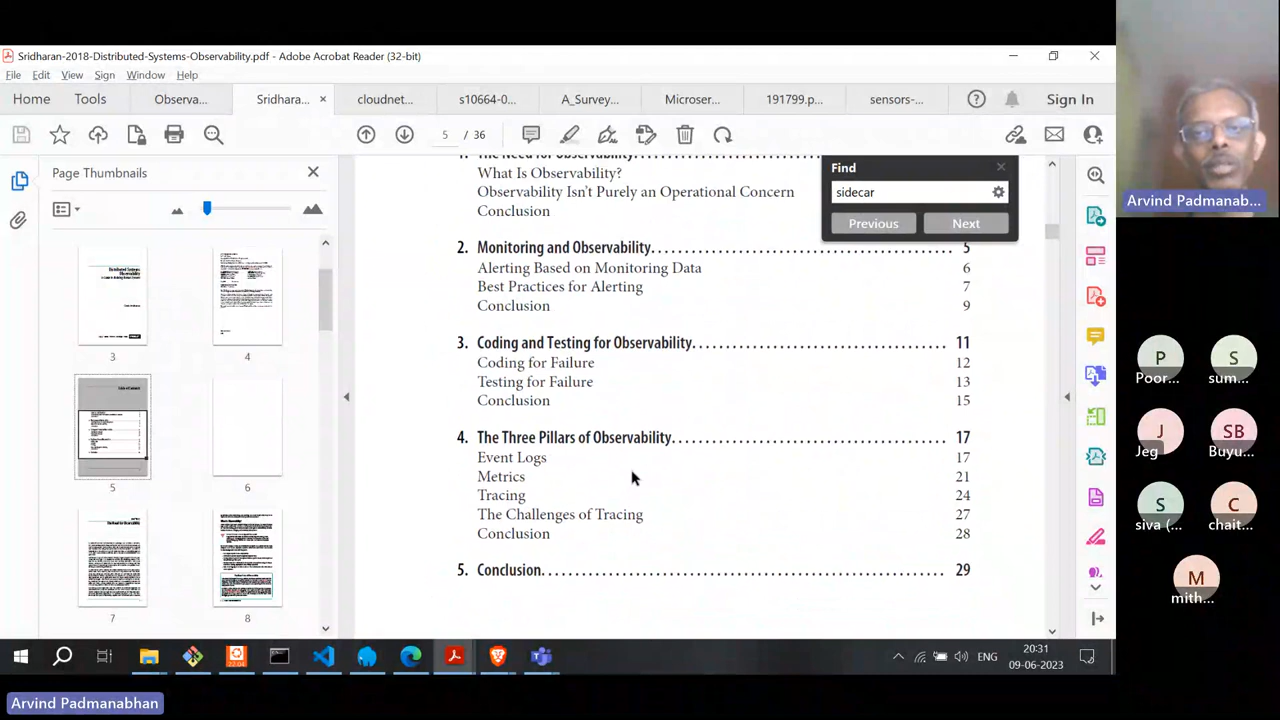 Sridharan-2018-Distributed-Systems-Observability.pdf - Adobe Acrobat Reader (32-bit)
File Edit View Sign Window Help
Home Tools Observa... Sridhara... cloudnet... s10664-0... A_Survey... Microser... 191799.p... sensors-... Sign In
5 / 36
Page Thumbnails
3
4
5
6
7
8
Find
sidecar
Previous Next
What Is Observability?
Observability Isn't Purely an Operational Concern
Conclusion
2. Monitoring and Observability. 5
Alerting Based on Monitoring Data 6
Best Practices for Alerting 7
Conclusion 9
3. Coding and Testing for Observability. 11
Coding for Failure 12
Testing for Failure 13
Conclusion 15
4. The Three Pillars of Observability. 17
Event Logs 17
Metrics 21
Tracing 24
The Challenges of Tracing 27
Conclusion 28
5. Conclusion. 29
Arvind Padmanab...
P
Poor...
S
sum...
J
Jeg
SB
Buyu...
S
siva (...
C
chait...
M
mith...
22.04
ENG
20:31
09-06-2023
Arvind Padmanabhan